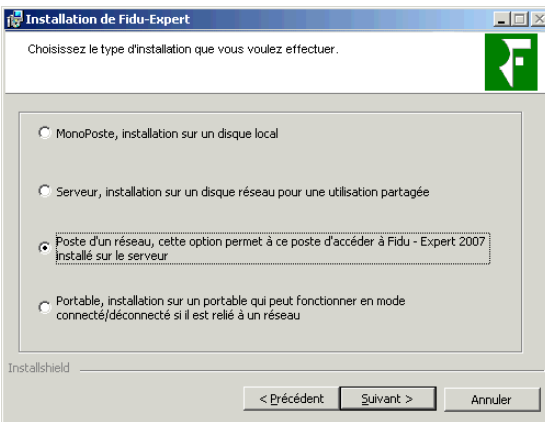 Installation de Fidu-Expert
Choisissez le type d'installation que vous voulez effectuer.
MonoPoste, installation sur un disque local
Serveur, installation sur un disque réseau pour une utilisation partagée
Poste d'un réseau, cette option permet à ce poste d'accéder à Fidu - Expert 2007
installé sur le serveur
Portable, installation sur un portable qui peut fonctionner en mode
connecté/déconnecté si il est relié à un réseau
Installshield
< Précédent
Suivant >
Annuler